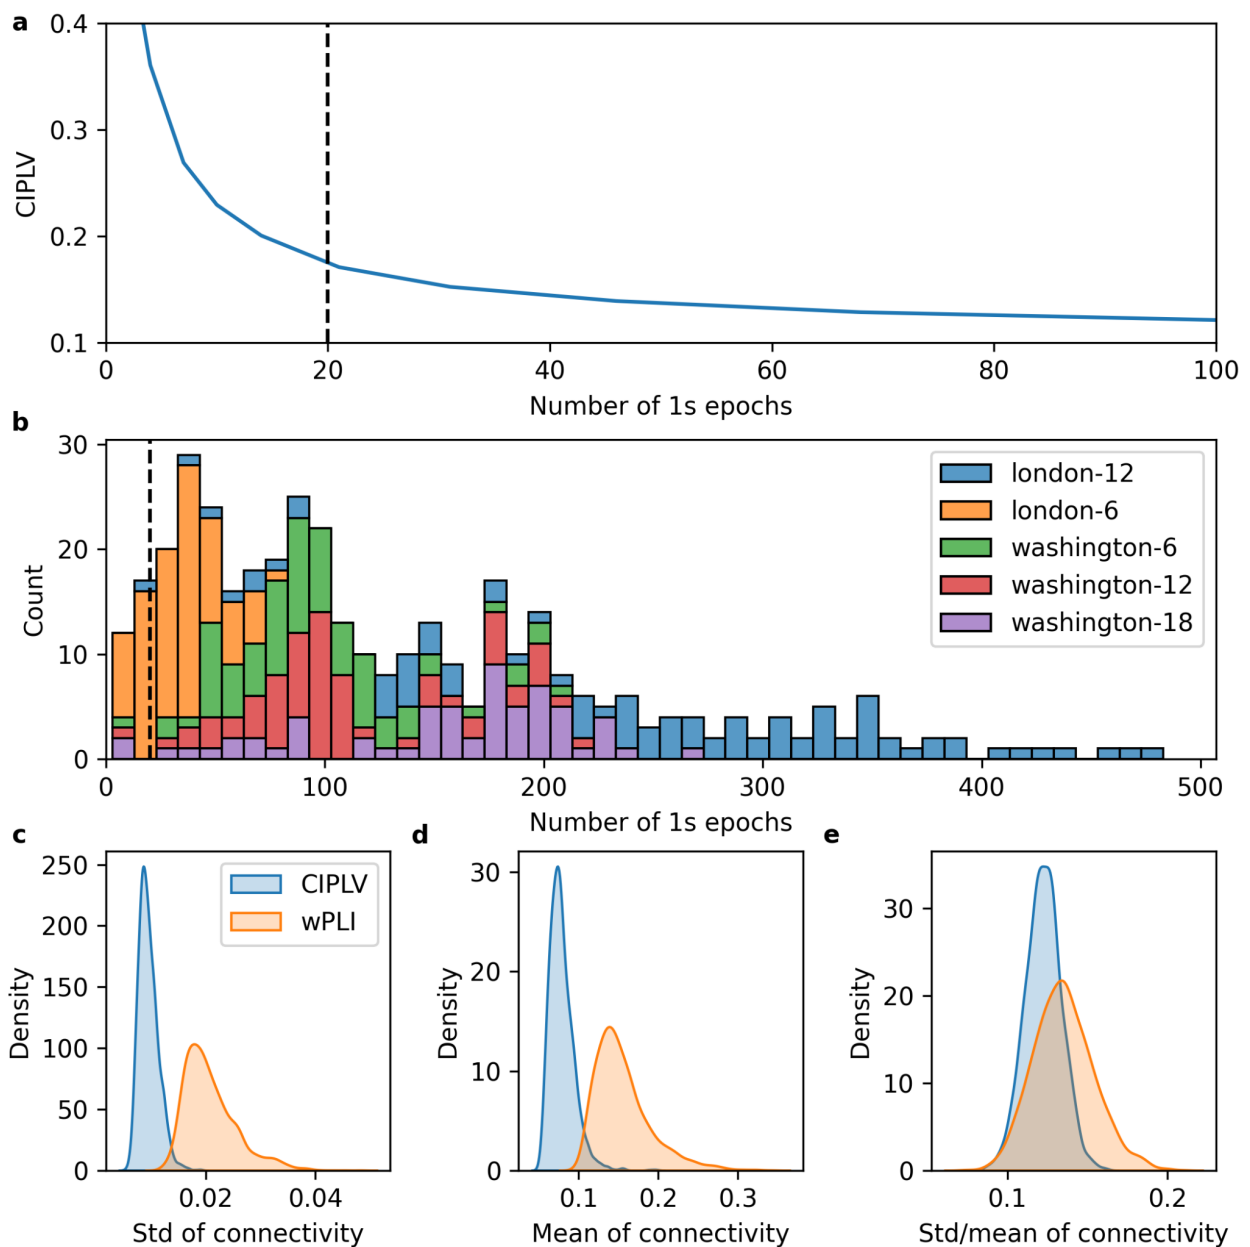 a
0.4
0.3
0.2
0.1
CIPLV
0 20 40 60 80 100
Number of 1s epochs
b
30
20
10
0
Count
london-12
london-6
washington-6
washington-12
washington-18
0 100 200 300 400 500
Number of 1s epochs
c
250
200
150
100
50
0
Density
CIPLV
wPLI
0.02 0.04
Std of connectivity
d
30
20
10
0
Density
0.1 0.2 0.3
Mean of connectivity
e
30
20
10
0
Density
0.1 0.2
Std/mean of connectivity